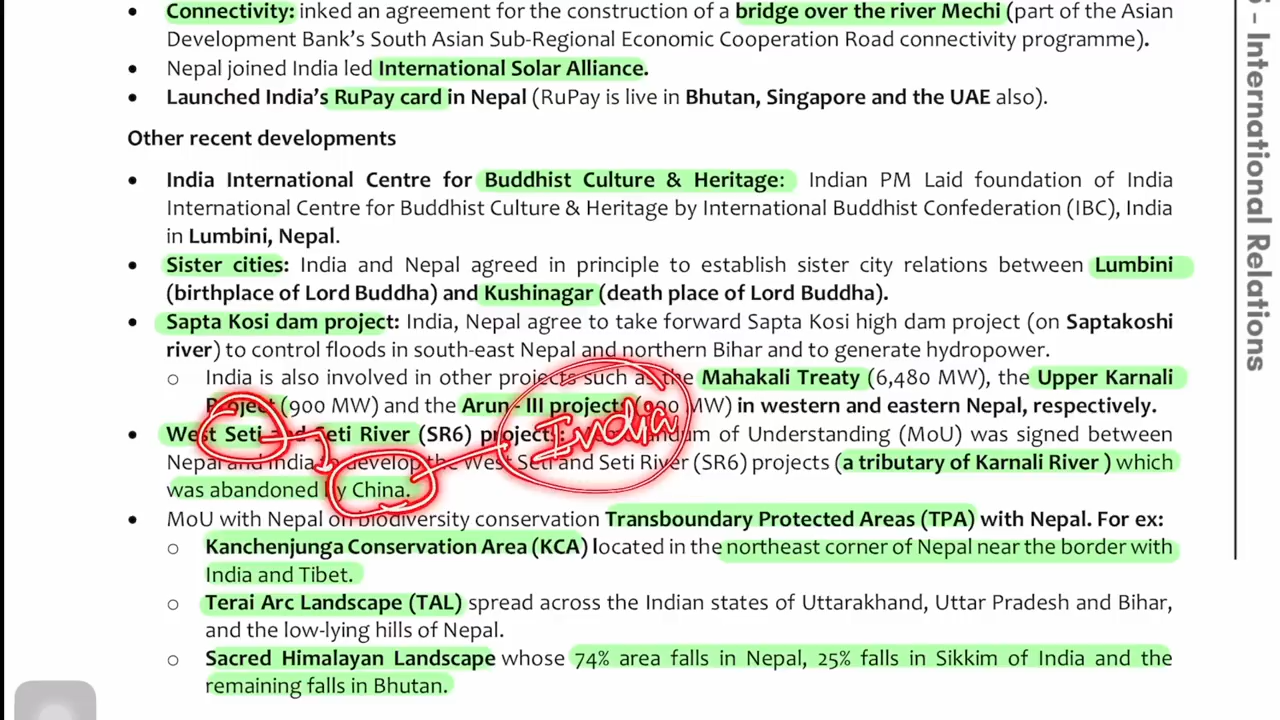 • Connectivity: inked an agreement for the construction of a bridge over the river Mechi (part of the Asian
Development Bank's South Asian Sub-Regional Economic Cooperation Road connectivity programme).
• Nepal joined India led International Solar Alliance.
• Launched India's RuPay card in Nepal (RuPay is live in Bhutan, Singapore and the UAE also).
Other recent developments
• India International Centre for Buddhist Culture & Heritage: Indian PM Laid foundation of India
International Centre for Buddhist Culture & Heritage by International Buddhist Confederation (IBC), India
in Lumbini, Nepal.
• Sister cities: India and Nepal agreed in principle to establish sister city relations between Lumbini
(birthplace of Lord Buddha) and Kushinagar (death place of Lord Buddha).
• Sapta Kosi dam project: India, Nepal agree to take forward Sapta Kosi high dam project (on Saptakoshi
river) to control floods in south-east Nepal and northern Bihar and to generate hydropower.
○ India is also involved in other projects such as the Mahakali Treaty (6,480 MW), the Upper Karnali
Project (900 MW) and the Arun - III projects MW) in western and eastern Nepal, respectively.
India
• West Seti and Seti River (SR6) projects: of Understanding (MoU) was signed between
Nepal and India to develop the West Seti and Seti River (SR6) projects (a tributary of Karnali River ) which
was abandoned by China.
• MoU with Nepal on biodiversity conservation Transboundary Protected Areas (TPA) with Nepal. For ex:
○ Kanchenjunga Conservation Area (KCA) located in the northeast corner of Nepal near the border with
India and Tibet.
○ Terai Arc Landscape (TAL) spread across the Indian states of Uttarakhand, Uttar Pradesh and Bihar,
and the low-lying hills of Nepal.
○ Sacred Himalayan Landscape whose 74% area falls in Nepal, 25% falls in Sikkim of India and the
remaining falls in Bhutan.
- International Relations